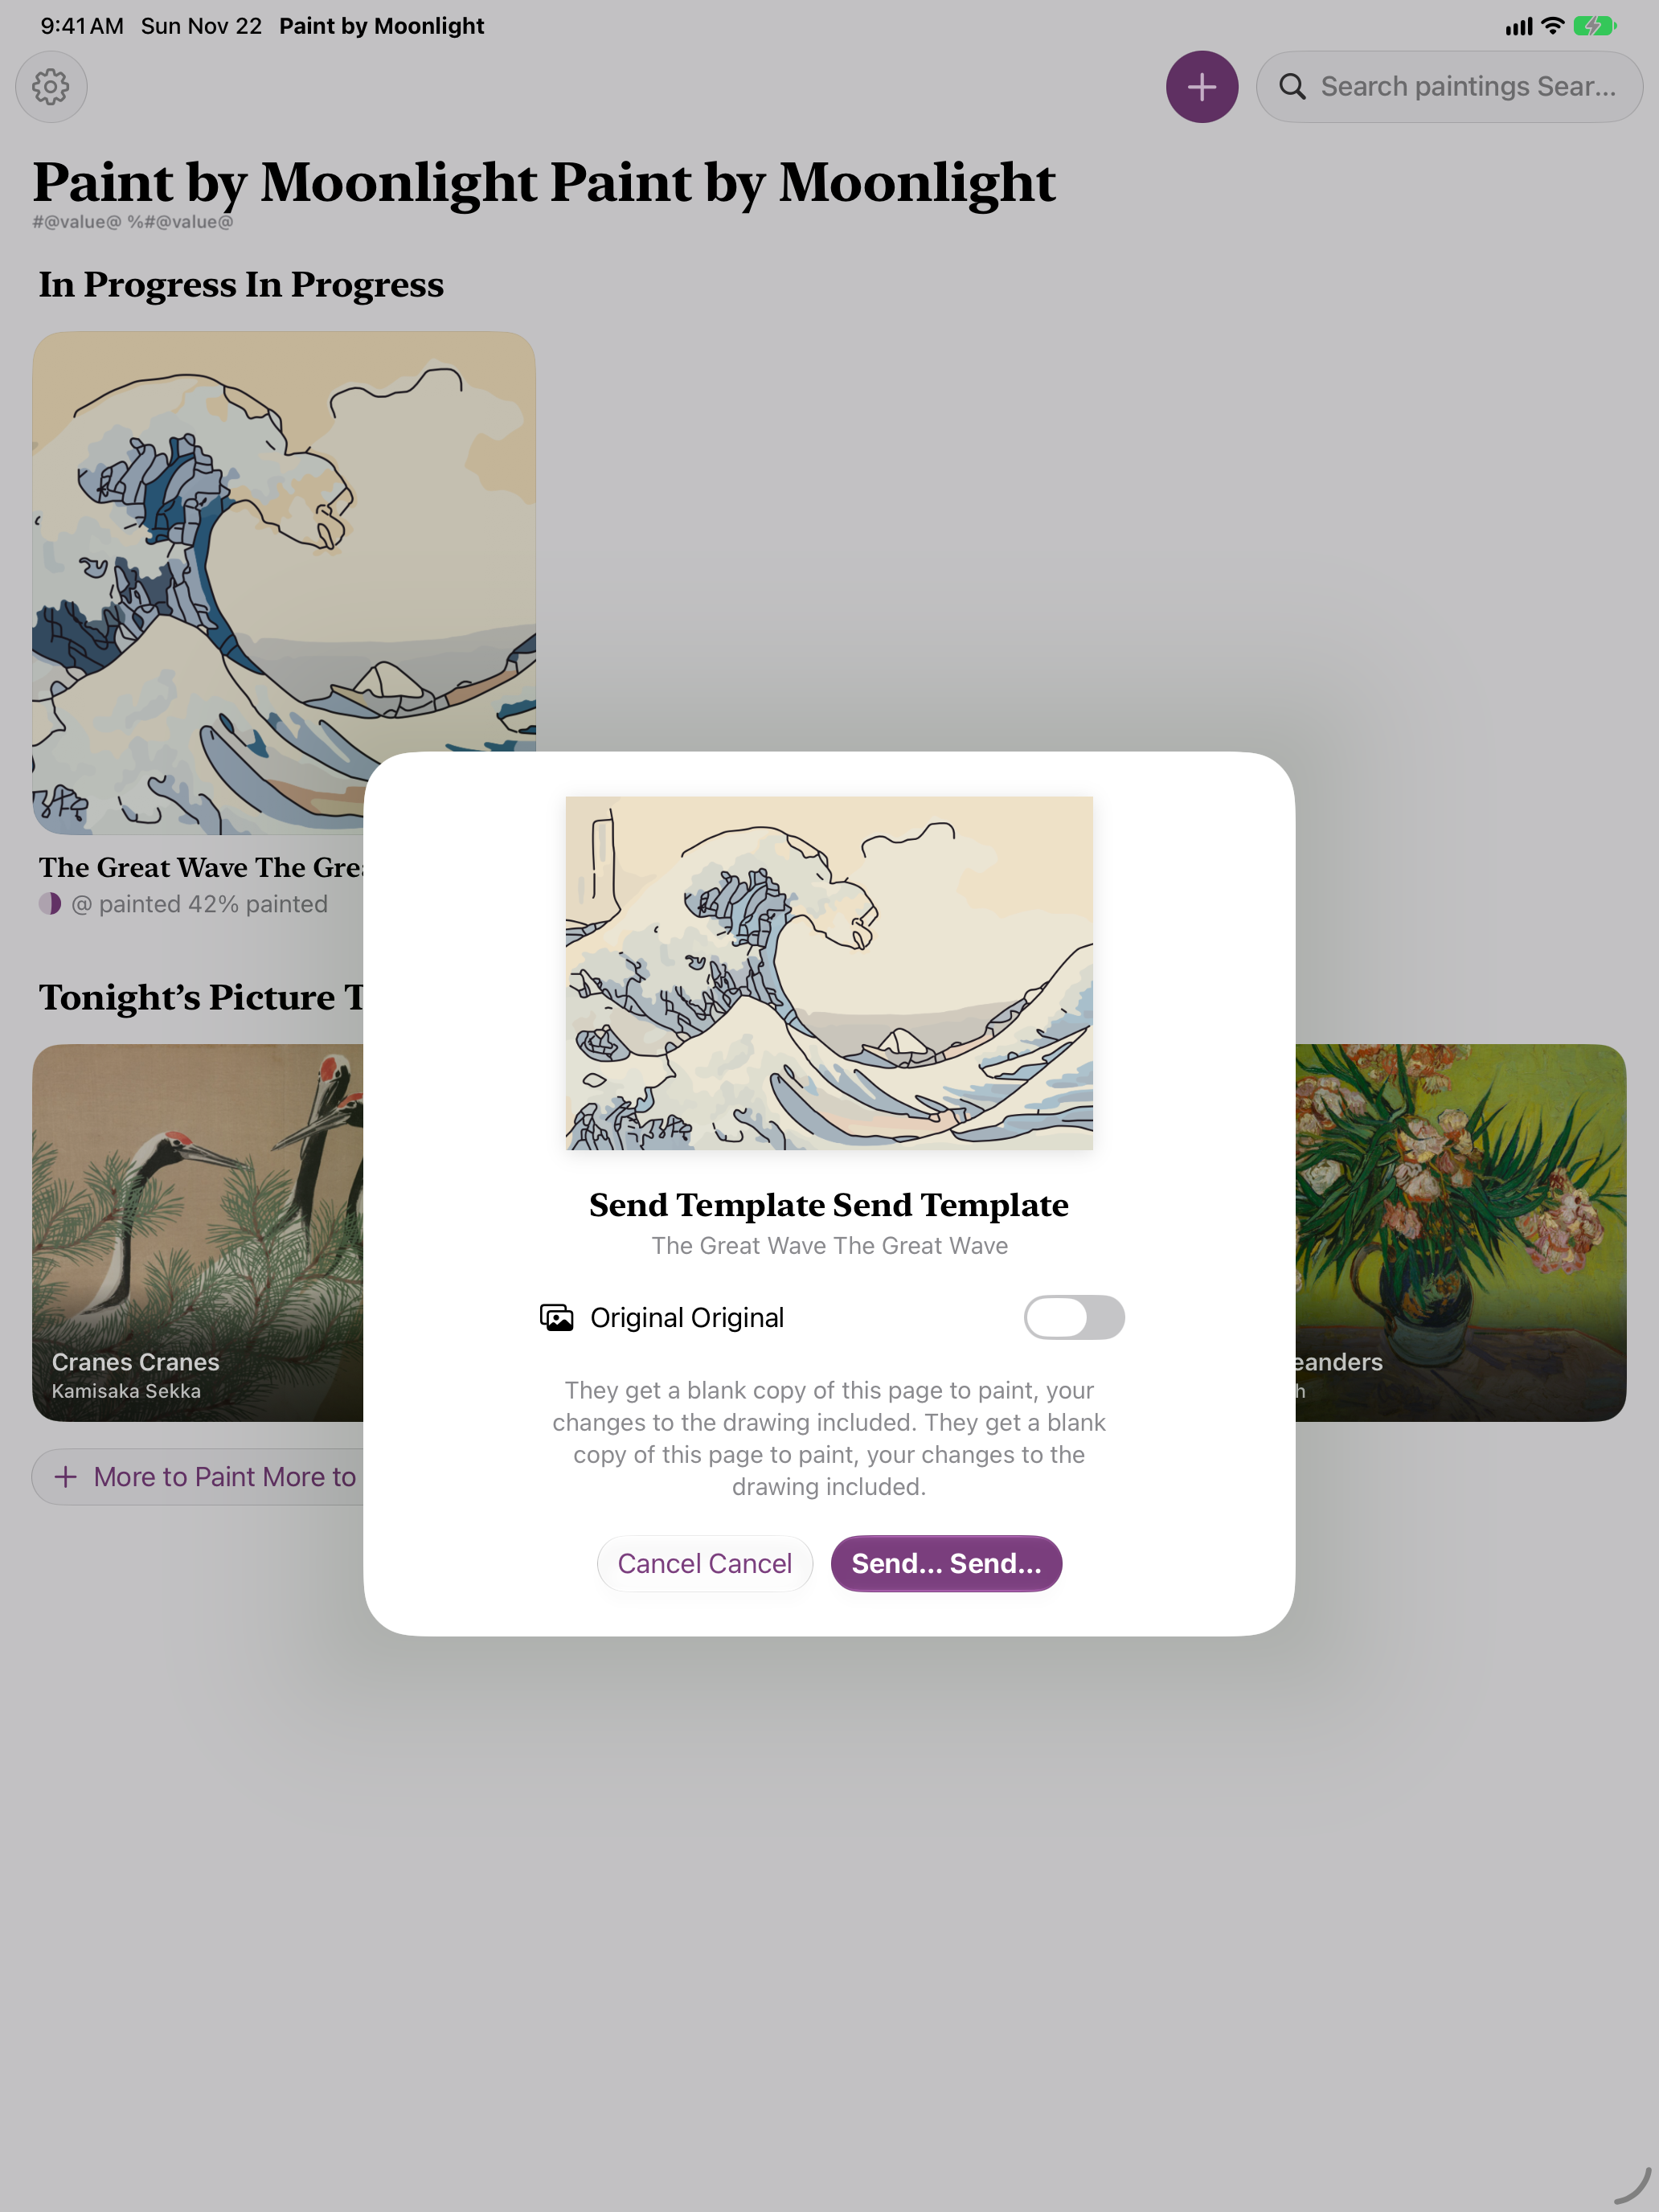 9:41 AM Sun Nov 22 Paint by Moonlight
Search paintings Sear...
Paint by Moonlight Paint by Moonlight
#@value@ %#@value@
In Progress In Progress
The Great Wave The Gre
@ painted 42% painted
Tonight's Picture T
Cranes Cranes
Kamisaka Sekka
eanders
h
More to Paint More to
Send Template Send Template
The Great Wave The Great Wave
Original Original
They get a blank copy of this page to paint, your
changes to the drawing included. They get a blank
copy of this page to paint, your changes to the
drawing included.
Cancel Cancel
Send... Send...